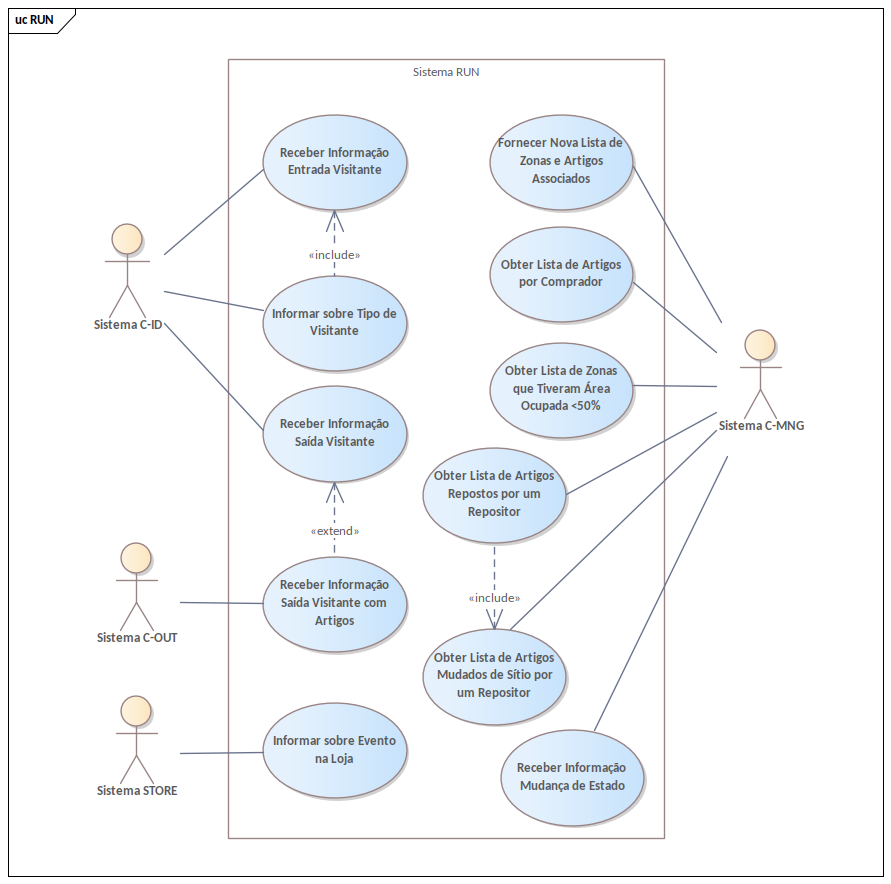 uc RUN
Sistema RUN
Receber Informação
Entrada Visitante
Fornecer Nova Lista de
Zonas e Artigos
Associados
«include»
Obter Lista de Artigos
por Comprador
Sistema C-ID
Informar sobre Tipo de
Visitante
Obter Lista de Zonas
que Tiveram Área
Ocupada <50%
Sistema C-MNG
Receber Informação
Saída Visitante
Obter Lista de Artigos
Repostos por um
Repositor
«extend»
Receber Informação
Saída Visitante com
Artigos
«include»
Sistema C-OUT
Obter Lista de Artigos
Mudados de Sítio por
um Repositor
Informar sobre Evento
na Loja
Receber Informação
Mudança de Estado
Sistema STORE